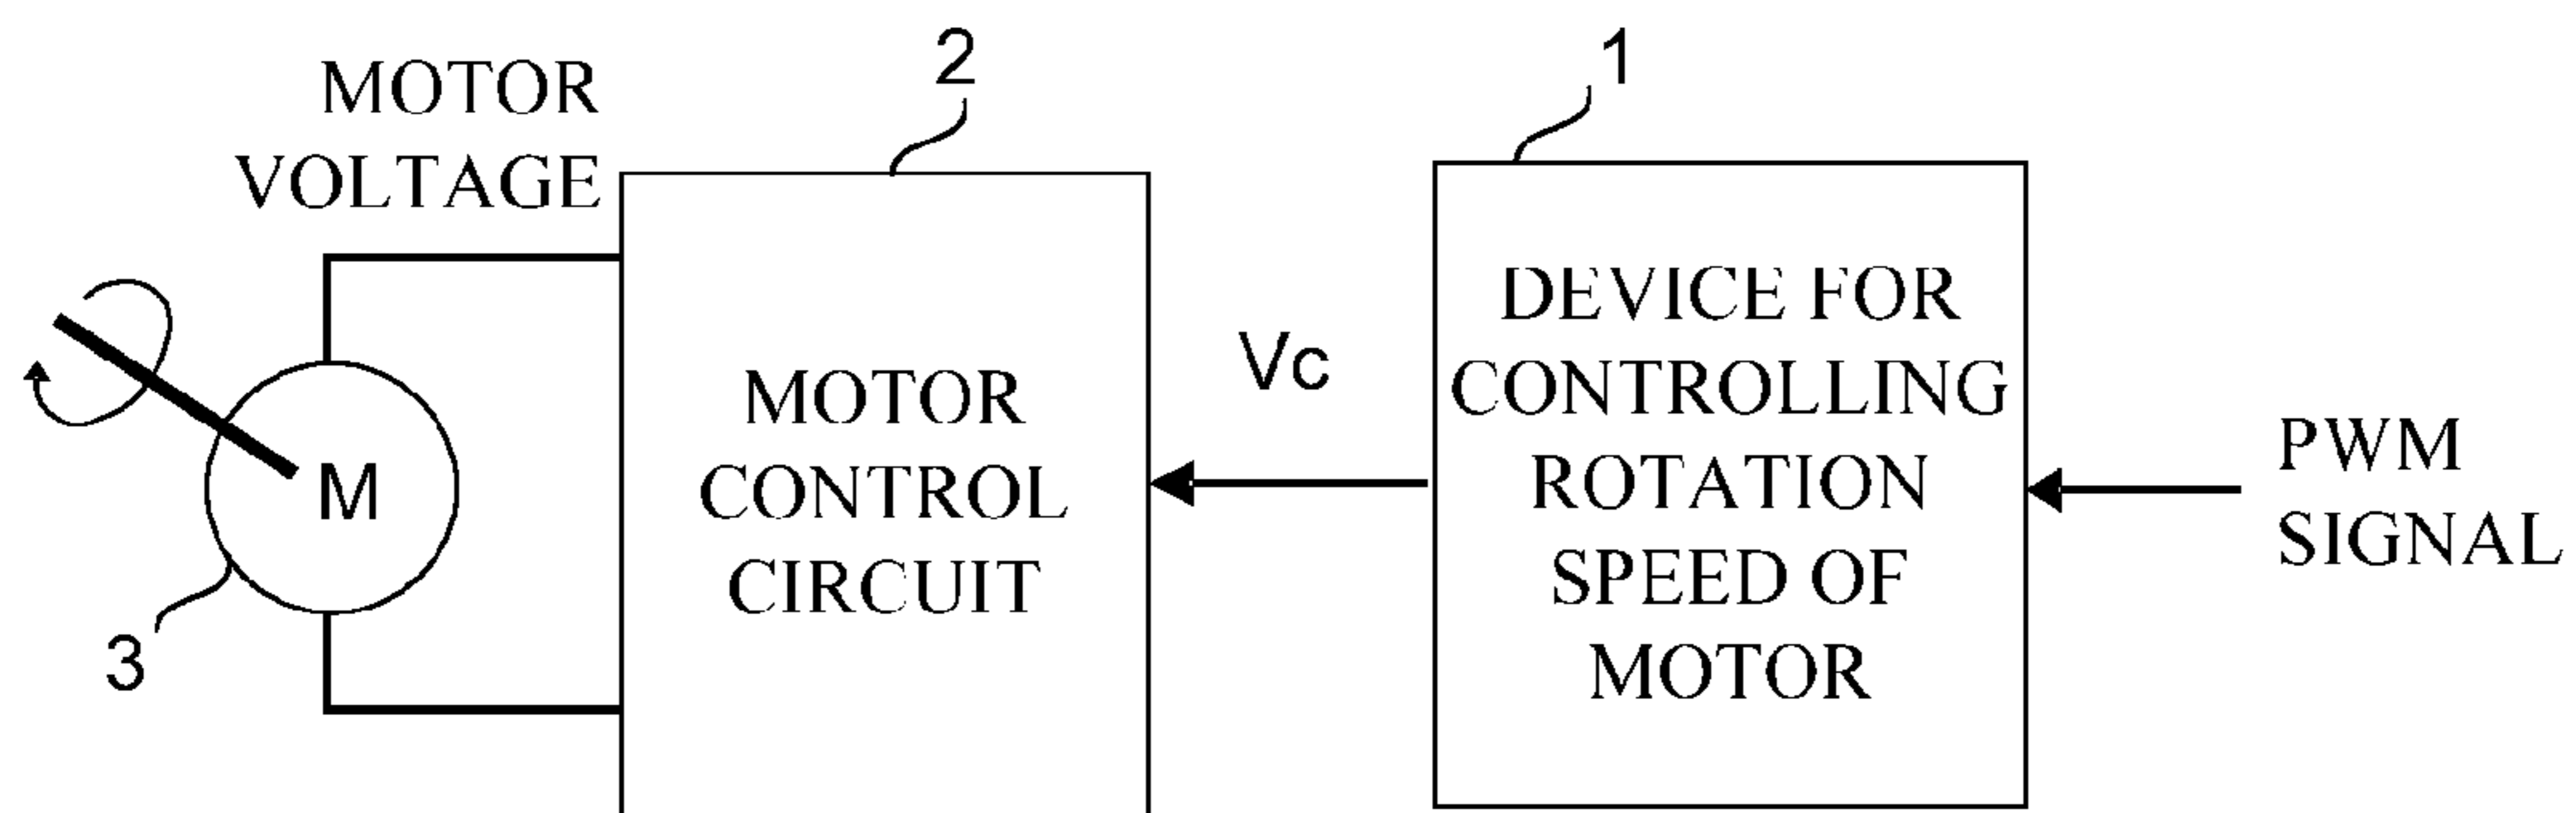 2
1
MOTOR
VOLTAGE
MOTOR
CONTROL
CIRCUIT
Vc
DEVICE FOR
CONTROLLING
ROTATION
SPEED OF
MOTOR
PWM
SIGNAL
M
3